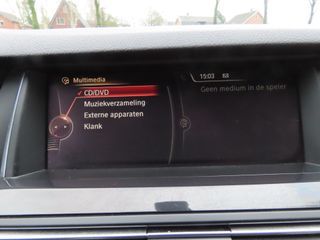 Multimedia
15:03
CD/DVD
Geen medium in de speler
Muziekverzameling
Externe apparaten
Klank